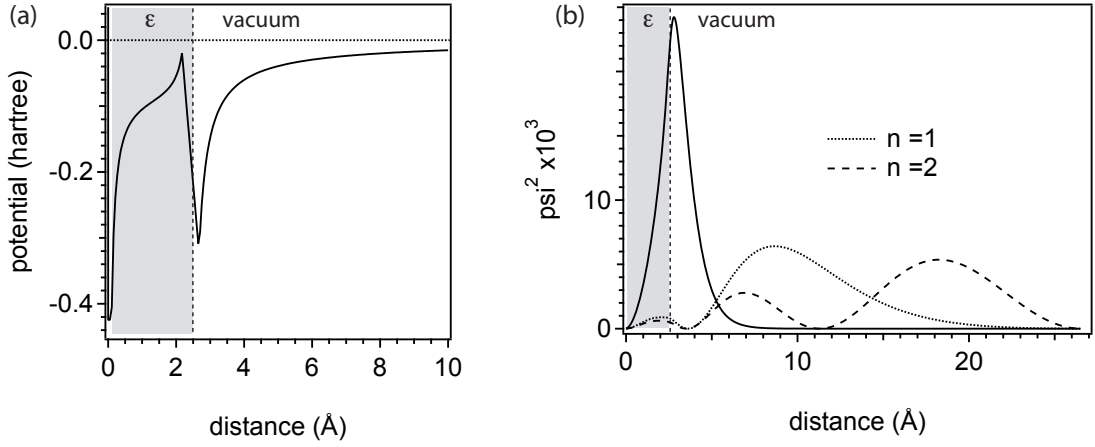 (a)
ε vacuum
0.0
-0.2
-0.4
potential (hartree)
0 2 4 6 8 10
distance (Å)
(b)
ε vacuum
10
0
psi² x10³
n =1
n =2
0 10 20
distance (Å)